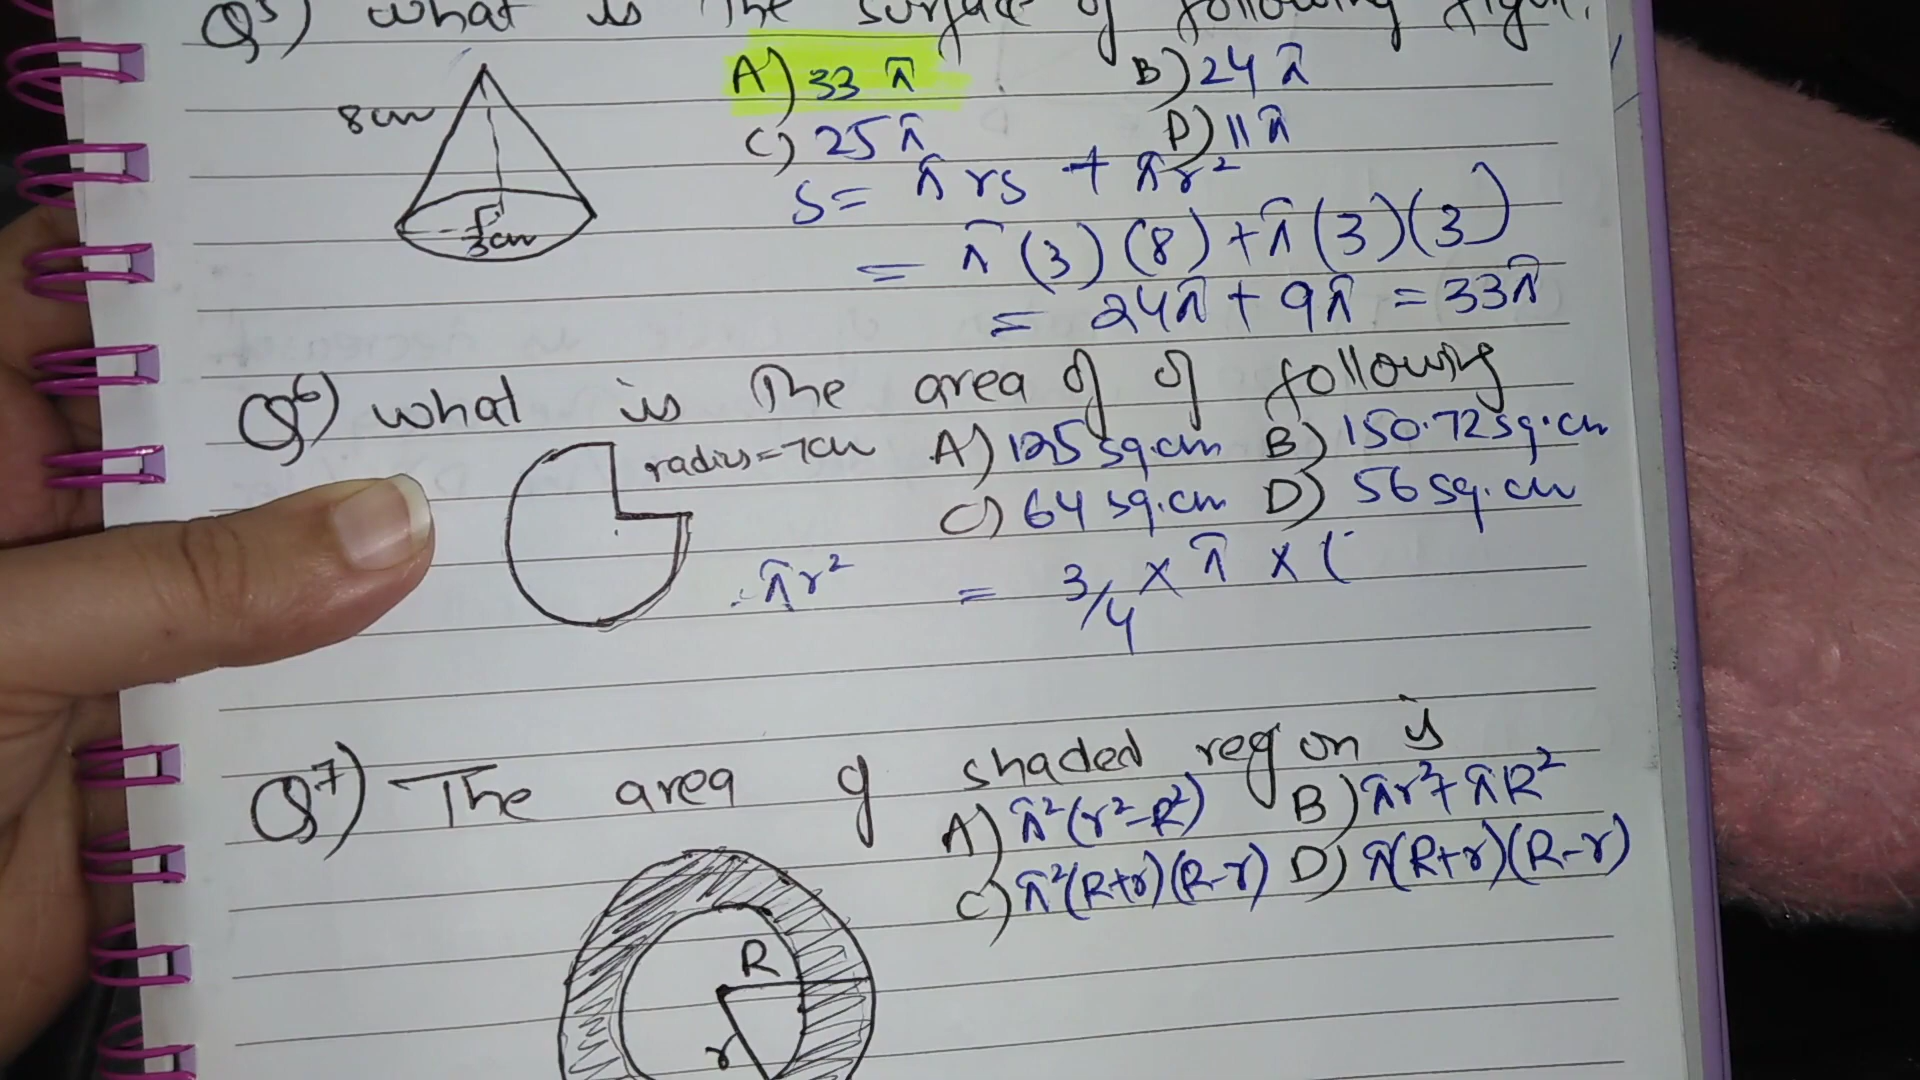 Q5) What is the surface of following figure.
8cm
3cm
A) 33 π B) 24 π
C) 25 π D) 11 π
S = π r s + π r²
= π (3) (8) + π (3)(3)
= 24π + 9π = 33π
Q6) What is The area of of following
radius = 7cm A) 125 sq.cm B) 150.72 sq.cm
C) 64 sq.cm D) 56 sq.cm
πr² = 3/4 × π × (
Q7) The area of shaded region is
A) π²(r²-R²) B) πr²+πR²
C) π²(R+r)(R-r) D) π(R+r)(R-r)
R
r